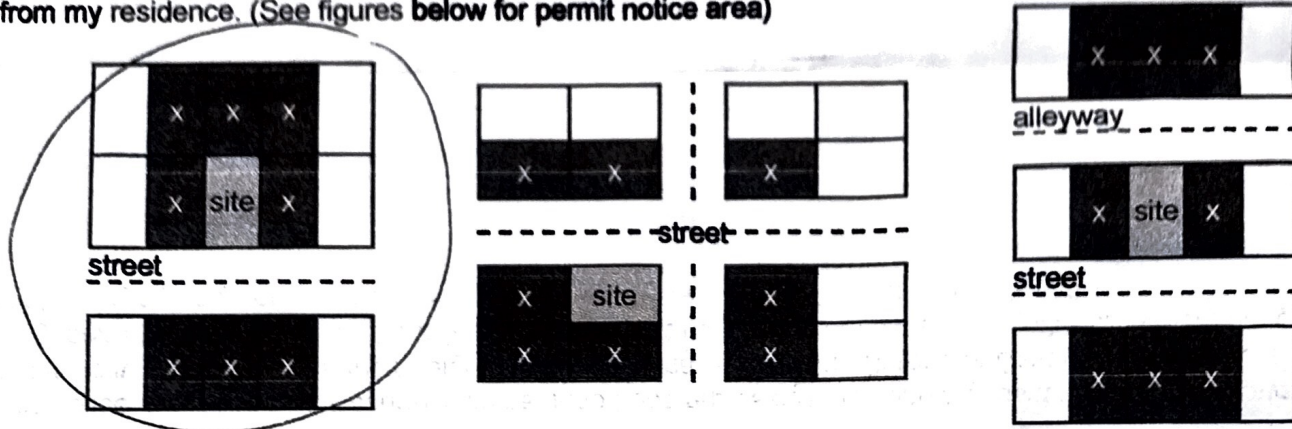 from my residence. (See figures below for permit notice area)
x x x
x site x
street
x x x
x x x
street
x site x
x x x
x x x
alleyway
x site x
street
x x x